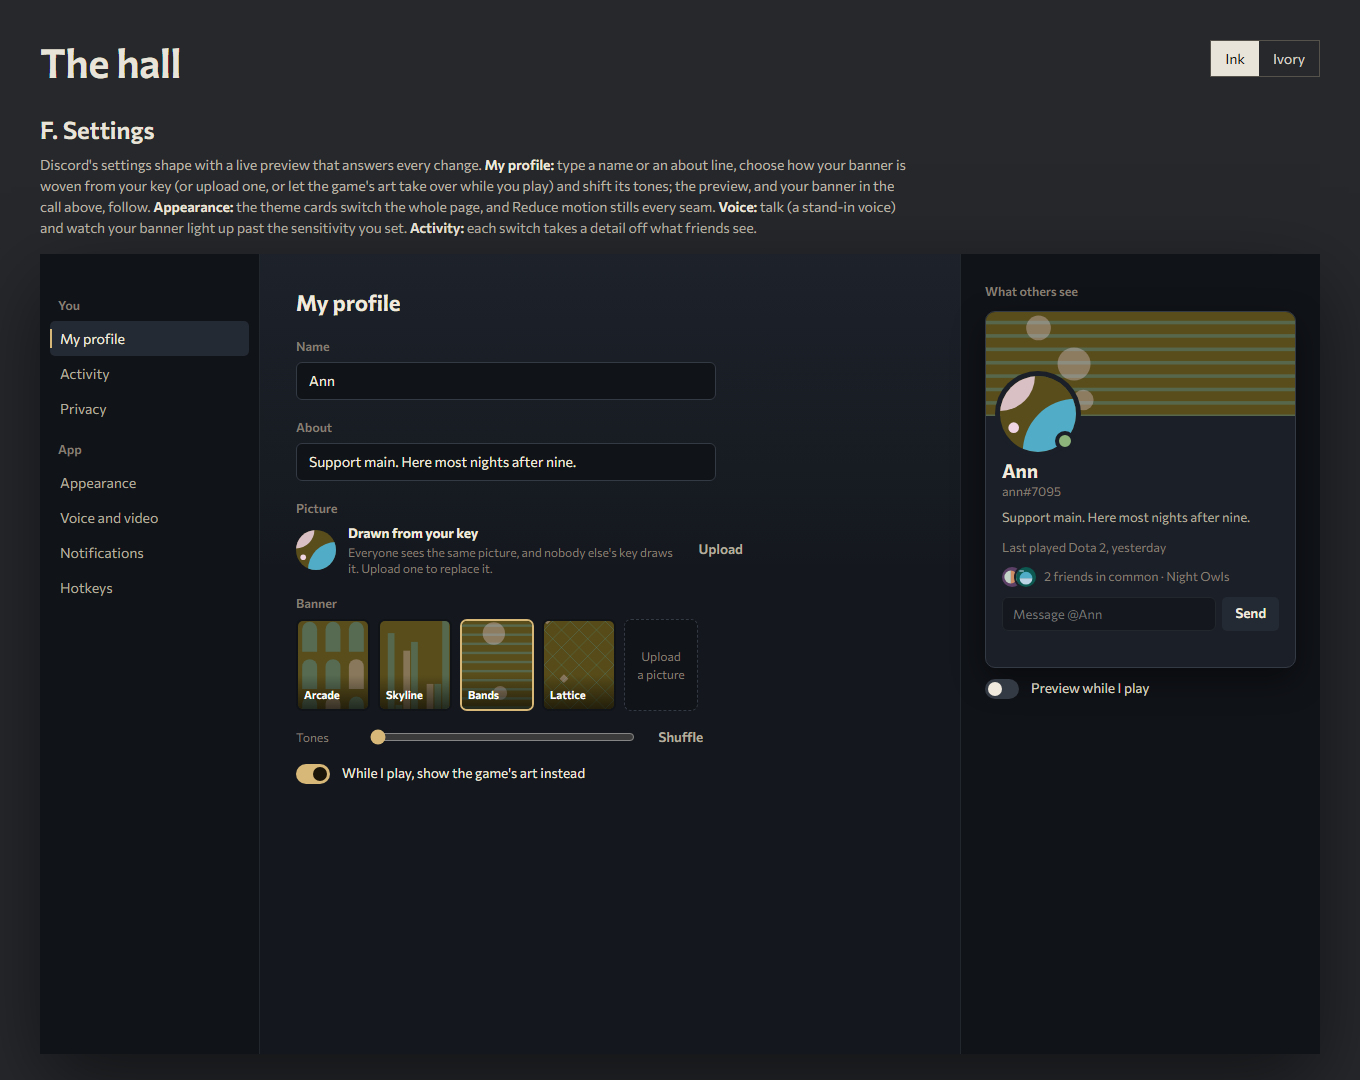 The hall
Ink
Ivory
F. Settings
Discord's settings shape with a live preview that answers every change. My profile: type a name or an about line, choose how your banner is
woven from your key (or upload one, or let the game's art take over while you play) and shift its tones; the preview, and your banner in the
call above, follow. Appearance: the theme cards switch the whole page, and Reduce motion stills every seam. Voice: talk (a stand-in voice)
and watch your banner light up past the sensitivity you set. Activity: each switch takes a detail off what friends see.
You
My profile
Activity
Privacy
App
Appearance
Voice and video
Notifications
Hotkeys
My profile
Name
Ann
About
Support main. Here most nights after nine.
Picture
Drawn from your key
Everyone sees the same picture, and nobody else's key draws
it. Upload one to replace it.
Upload
Banner
Arcade
Skyline
Bands
Lattice
Upload
a picture
Tones
Shuffle
While I play, show the game's art instead
What others see
Ann
ann#7095
Support main. Here most nights after nine.
Last played Dota 2, yesterday
2 friends in common · Night Owls
Message @Ann
Send
Preview while I play